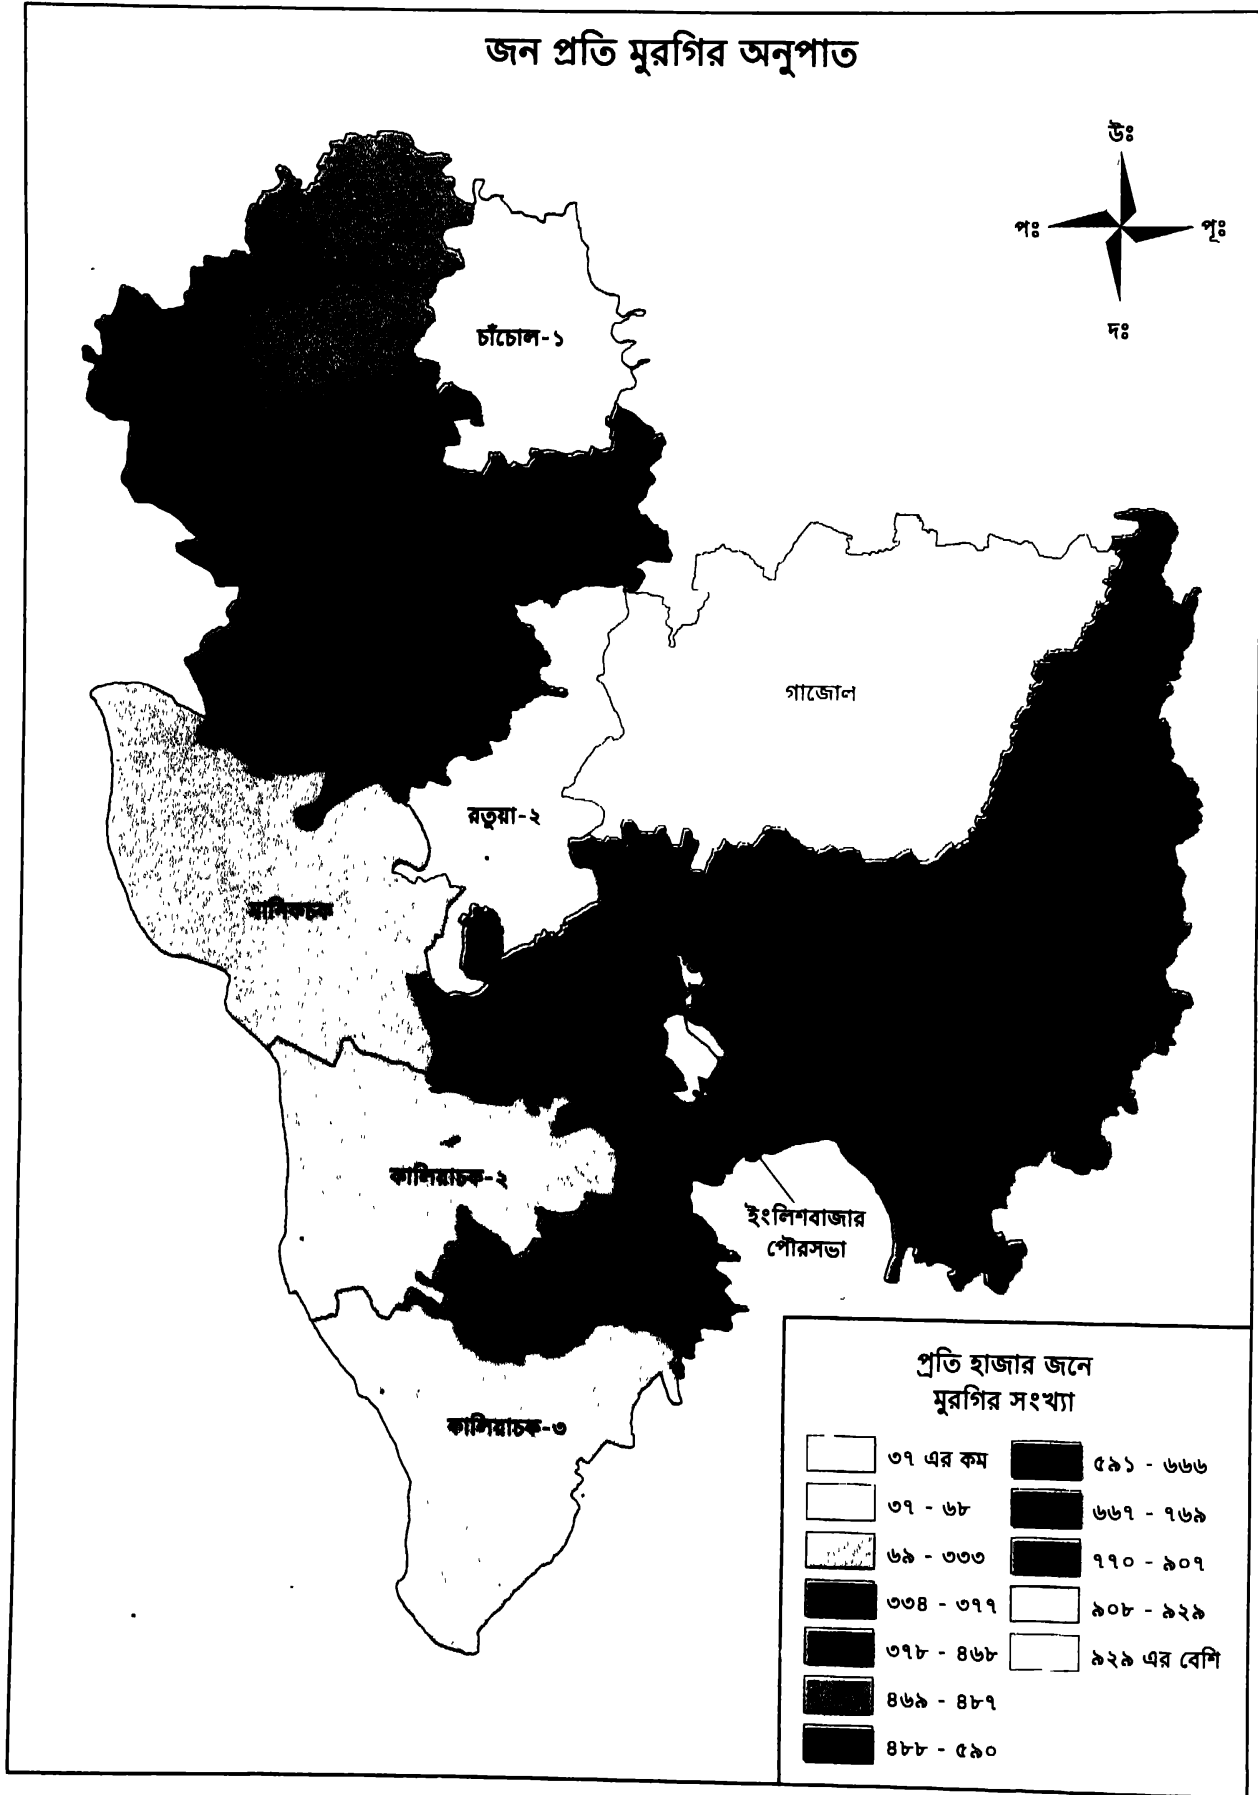 জন প্রতি মুরগির অনুপাত
উঃ
পঃ
পূঃ
দঃ
চাঁচোল-১
গাজোল
রতুয়া-২
মানিকচক
কালিয়াচক-২
ইংলিশবাজার
পৌরসভা
কালিয়াচক-৩
প্রতি হাজার জনে
মুরগির সংখ্যা
৩৭ এর কম
৩৭ - ৬৮
৬৯ - ৩৩৩
৩৩৪ - ৩৭৭
৩৭৮ - ৪৬৮
৪৬৯ - ৪৮৭
৪৮৮ - ৫৯০
৫৯১ - ৬৬৬
৬৬৭ - ৭৬৯
৭৭০ - ৯০৭
৯০৮ - ৯২৯
৯২৯ এর বেশি